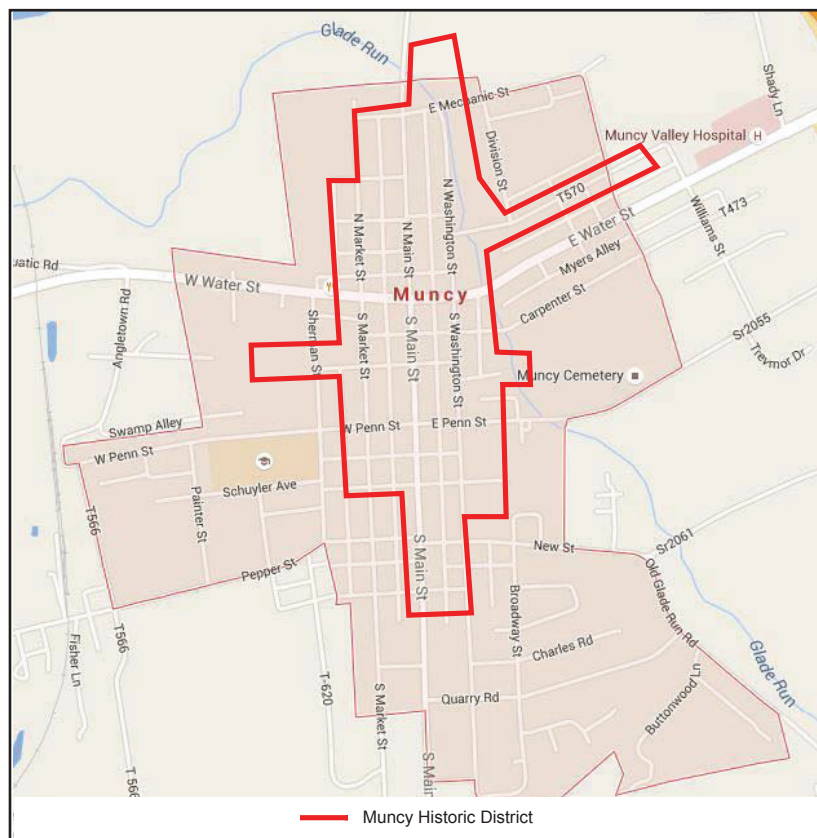 Glade Run
E Mechanic St
Shady Ln
Muncy Valley Hospital
H
Division St
T570
T473
N Washington St
N Main St
N Market St
E Water St
Williams St
Myers Alley
uatic Rd
W Water St
Muncy
Carpenter St
Angletown Rd
Sherman St
S Market St
S Main St
S Washington St
Sr2055
Trevmor Dr
Muncy Cemetery
Swamp Alley
W Penn St
W Penn St
E Penn St
Schuyler Ave
Painter St
T566
S Main St
New St
Sr2061
Pepper St
Old Glade Run Rd
Broadway St
T566
Fisher Ln
Charles Rd
T-620
S Market St
Quarry Rd
Buttonwood Ln
Glade Run
S Main
T 566
Muncy Historic District